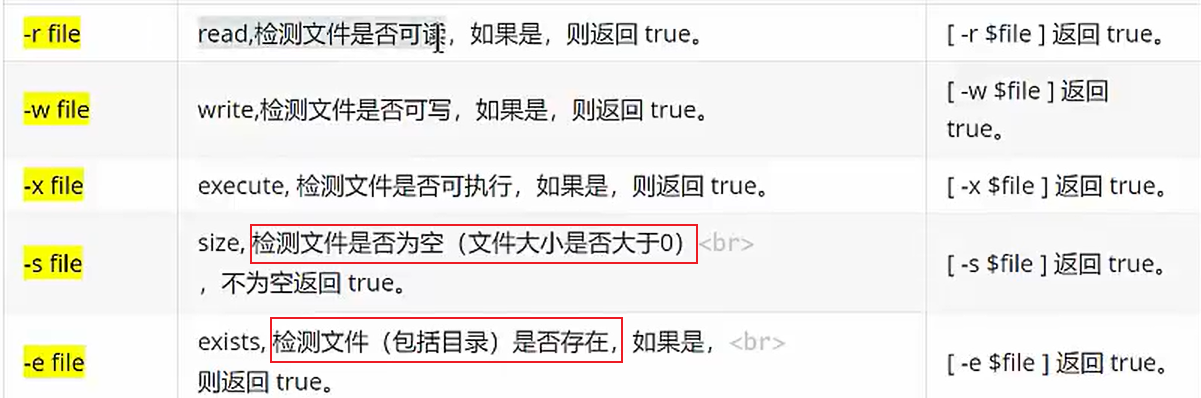 -r file
read,检测文件是否可读，如果是，则返回 true。
[ -r $file ] 返回 true。
-w file
write,检测文件是否可写，如果是，则返回 true。
[ -w $file ] 返回
true。
-x file
execute, 检测文件是否可执行，如果是，则返回 true。
[ -x $file ] 返回 true。
-s file
size, 检测文件是否为空（文件大小是否大于0）<br>
，不为空返回 true。
[ -s $file ] 返回 true。
-e file
exists, 检测文件（包括目录）是否存在，如果是，<br>
则返回 true。
[ -e $file ] 返回 true。